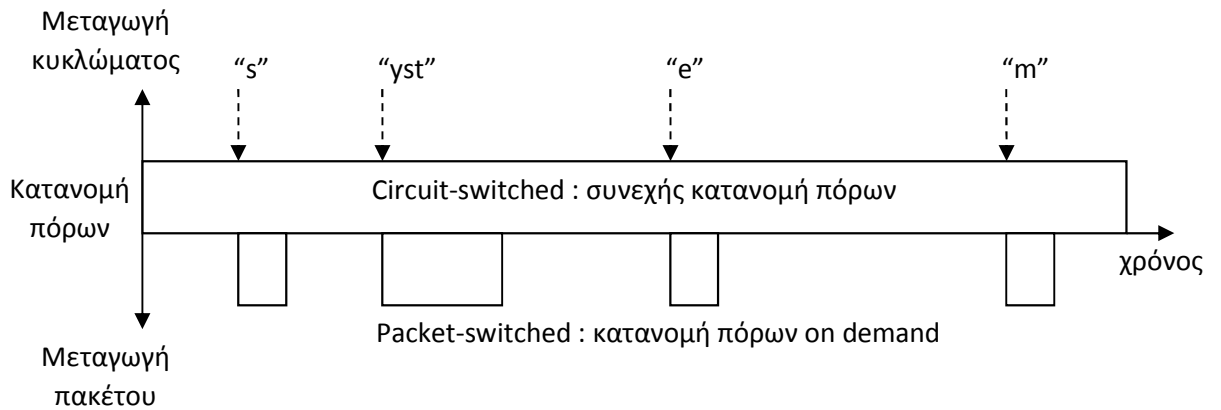 Μεταγωγή
κυκλώματος
“s”
“yst”
“e”
“m”
Κατανομή
πόρων
Circuit-switched : συνεχής κατανομή πόρων
χρόνος
Packet-switched : κατανομή πόρων on demand
Μεταγωγή
πακέτου